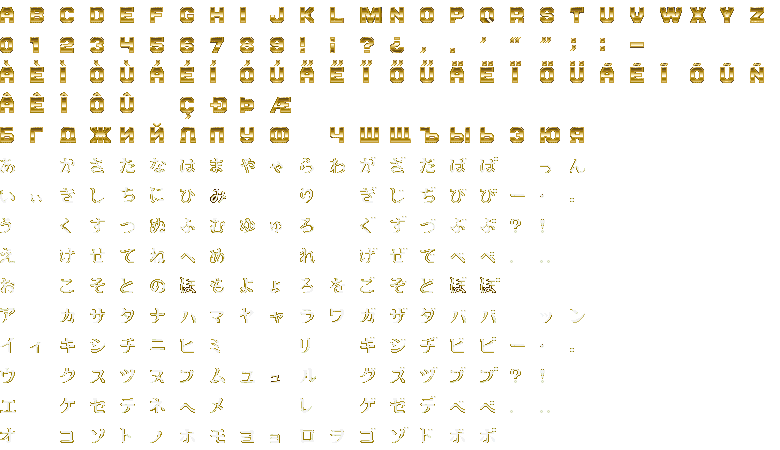 A B C D E F G H I J K L M N O P Q R S T U V W X Y Z
0 1 2 3 4 5 6 7 8 9 ! ¡ ? ¿ , . ' “ ” ; : -
À È Ì Ò Ù Á É Í Ó Ú Ä Ë Ï Ö Ü Ä Ë Ï Ö Ü Â Ê Î Ô Û Ñ
Â Ê Î Ô Û Ç Ð Þ Æ
Б Г Д Ж И Й Л П У Ф Ч Ш Щ Ъ Ы Ь Э Ю Я
か さ た な は ま や ゃ ら わ が ざ だ ば ぱ っ ん
い ぃ き し ち に ひ み り ぎ じ ぢ び ぴ ー
う く す つ ぬ ふ む ゆ ゅ る ぐ ず づ ぶ ぷ ? !
え け せ て ね へ め れ げ ぜ で べ ぺ
お こ そ と の ほ も よ ょ ろ を ご ぞ ど ぼ ぽ
ア カ サ タ ナ ハ マ ヤ ャ ラ ワ ガ ザ ダ バ パ ッ ン
イ ィ キ シ チ ニ ヒ ミ リ ギ ジ ヂ ビ ピ ー
ウ ク ス ツ ヌ フ ム ユ ュ ル グ ズ ヅ ブ プ ? !
エ ケ セ テ ネ ヘ メ レ ゲ ゼ デ ベ ペ
オ コ ソ ト ノ ホ モ ヨ ョ ロ ヲ ゴ ゾ ド ボ ポ